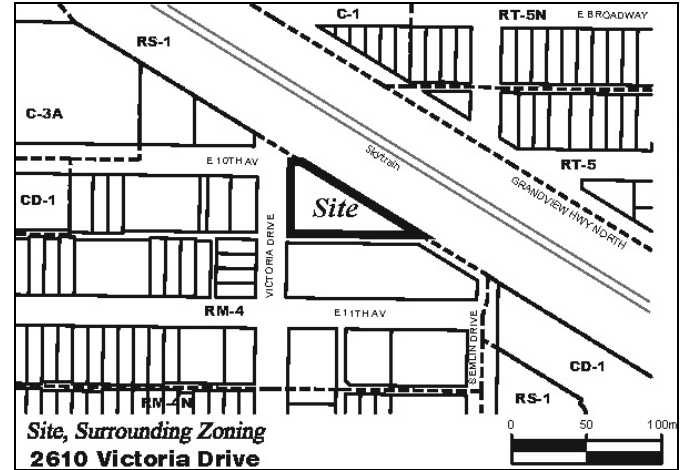 C-1
RT-5N
E BROADWAY
RS-1
C-3A
Skytrain
E 10TH AV
RT-5
GRANDVIEW HWY NORTH
CD-1
Site
VICTORIA DRIVE
RM-4
E 11TH AV
SEMLIN DRIVE
CD-1
RS-1
RM-4N
Site, Surrounding Zoning
2610 Victoria Drive
0 50 100m